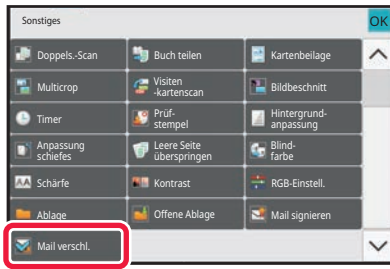 Sonstiges
OK
Doppels.-Scan
Buch teilen
Kartenbeilage
Multicrop
Visiten
-kartenscan
Bildbeschnitt
Timer
Prüf-
stempel
Hintergrund-
anpassung
Anpassung
schiefes
Leere Seite
überspringen
Blind-
farbe
AA
Schärfe
Kontrast
RGB-Einstell.
Ablage
Offene Ablage
Mail signieren
Mail verschl.